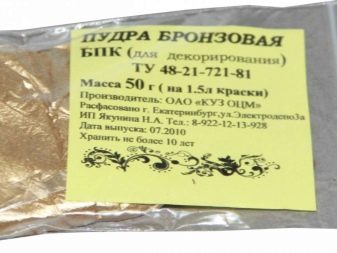 ПУДРА БРОНЗОВАЯ
БПК (для декорирования)
ТУ 48-21-721-81
Масса 50 г ( на 1.5л краски)
Производитель: ОАО «КУЗ ОЦМ»
Расфасовано г. Екатеринбург,ул.Электродепо3а
ИП Якунина И.А. Тел.: 8-922-12-13-928
Дата выпуска: 07.2010
Хранить не более 10 лет